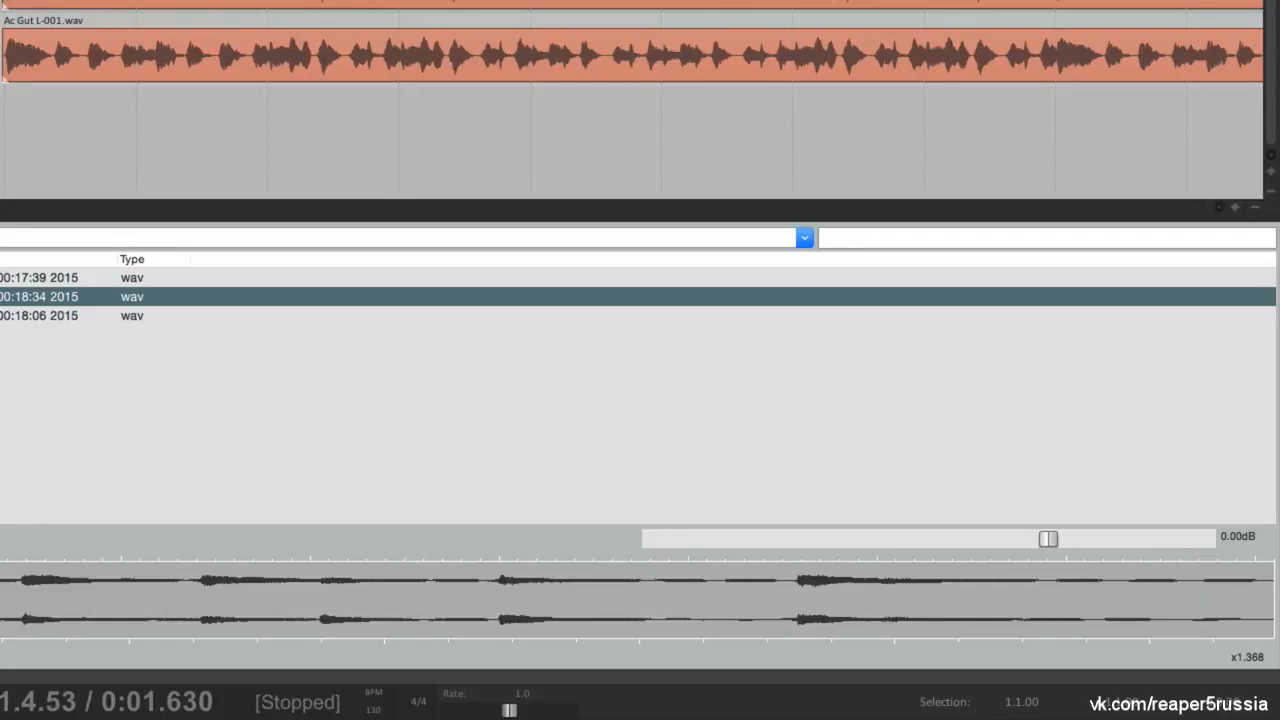 Ac Gut L-001.wav
Type
00:17:39 2015 wav
00:18:34 2015 wav
00:18:06 2015 wav
0.00dB
x1.368
1.4.53 / 0:01.630 [Stopped] BPM 130 4/4 Rate: 1.0 Selection: 1.1.00
vk.com/reaper5russia